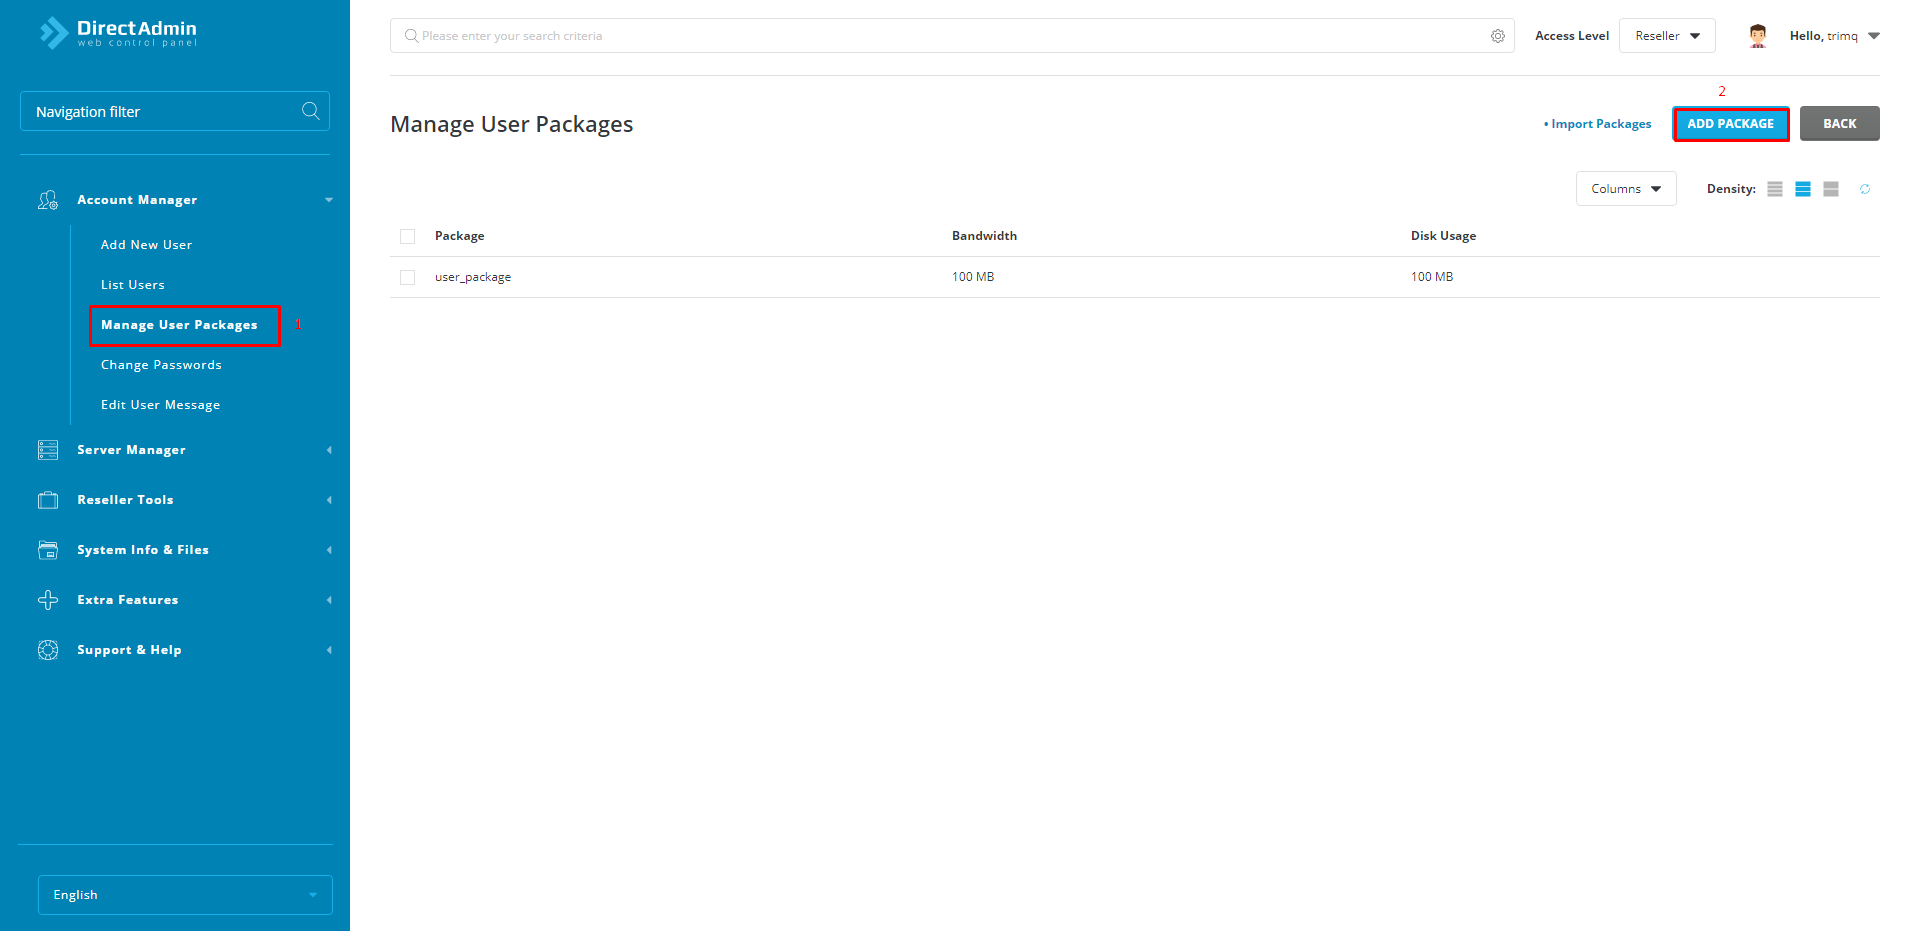 DirectAdmin
web control panel
Please enter your search criteria
Access Level
Reseller
Hello, trimq
Navigation filter
2
Manage User Packages
• Import Packages
ADD PACKAGE
BACK
Columns
Density:
Account Manager
Add New User
List Users
Manage User Packages
1
Change Passwords
Edit User Message
Server Manager
Reseller Tools
System Info & Files
Extra Features
Support & Help
English
Package Bandwidth Disk Usage
user_package 100 MB 100 MB